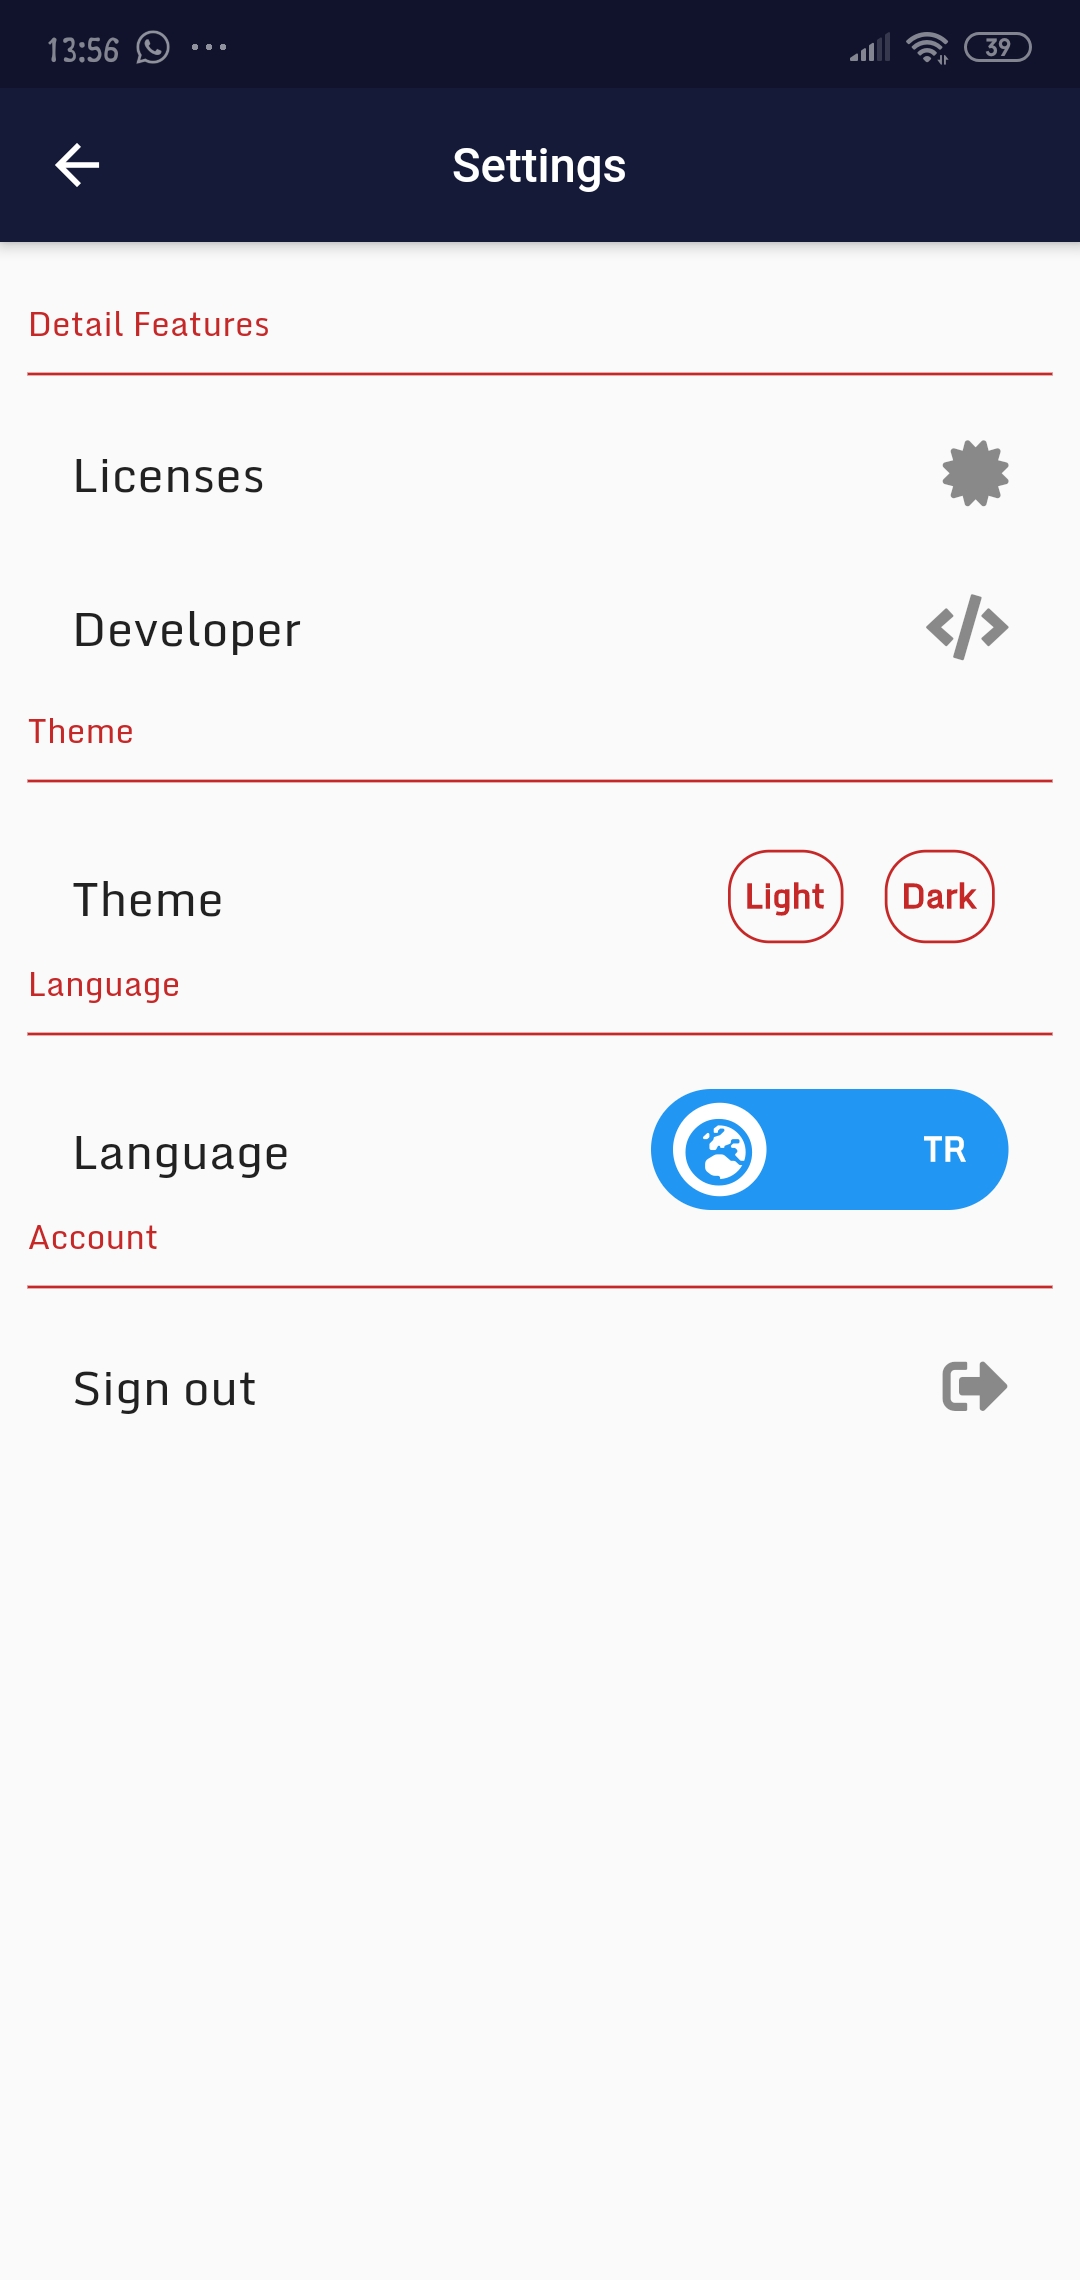 13:56 39
Settings
Detail Features
Licenses
Developer
Theme
Theme Light Dark
Language
Language TR
Account
Sign out